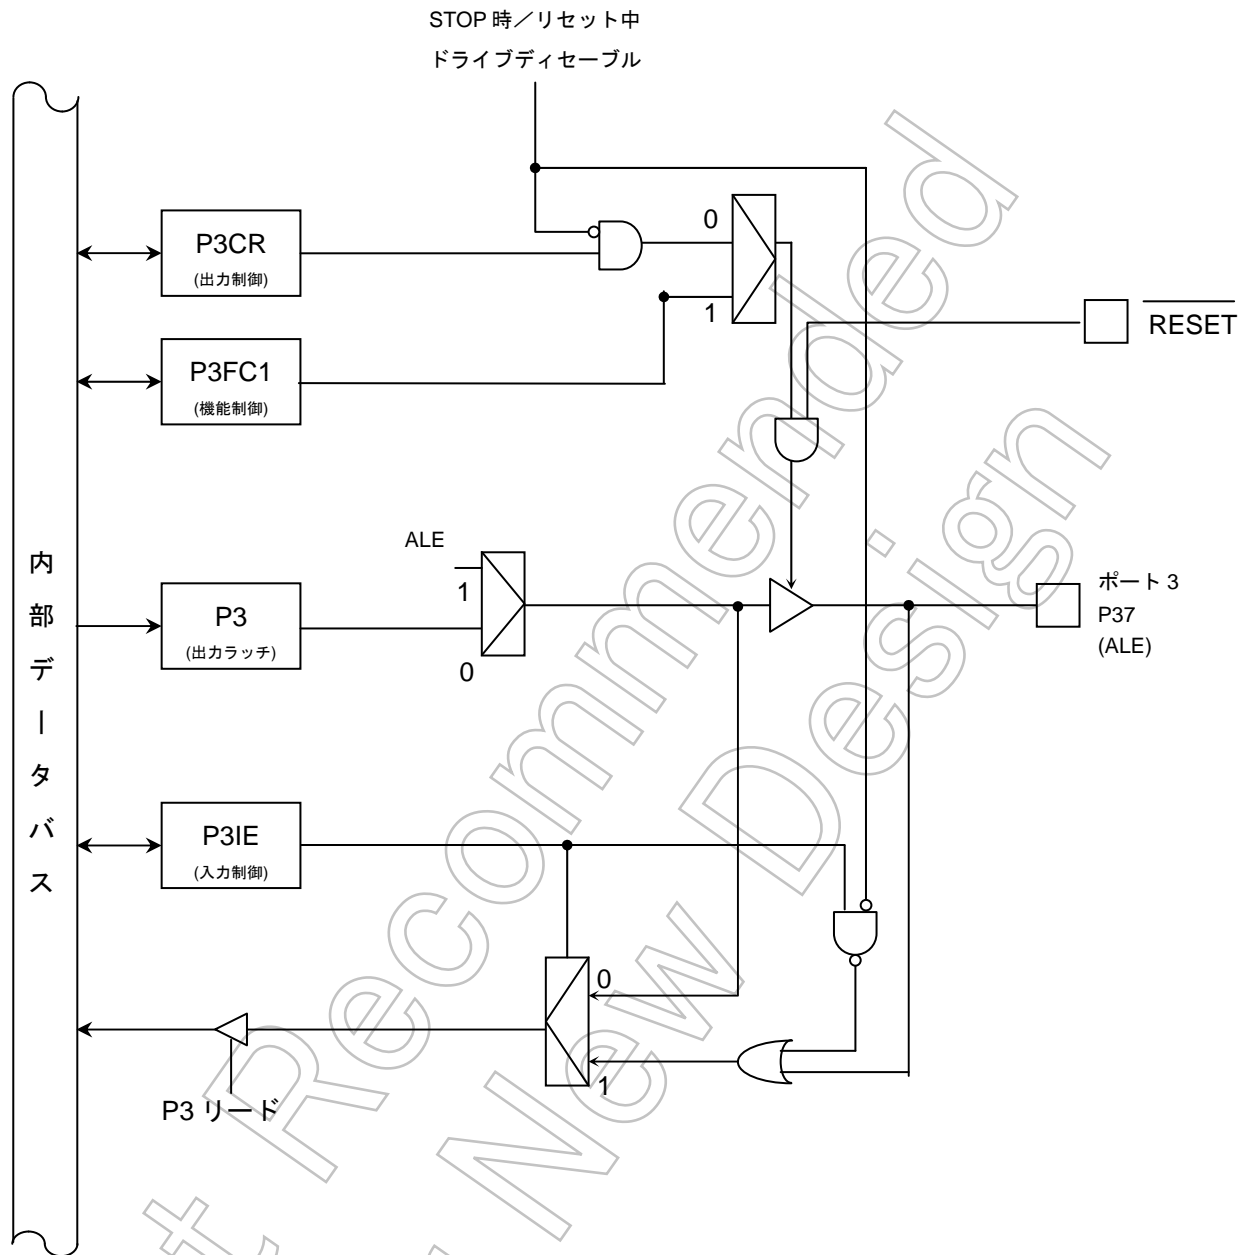 STOP 時／リセット中
ドライブディセーブル
P3CR
(出力制御)
0
1
RESET
P3FC1
(機能制御)
ALE
1
0
P3
(出力ラッチ)
ポート 3
P37
(ALE)
内部データバス
P3IE
(入力制御)
0
1
P3 リード
t Recommended
New Design